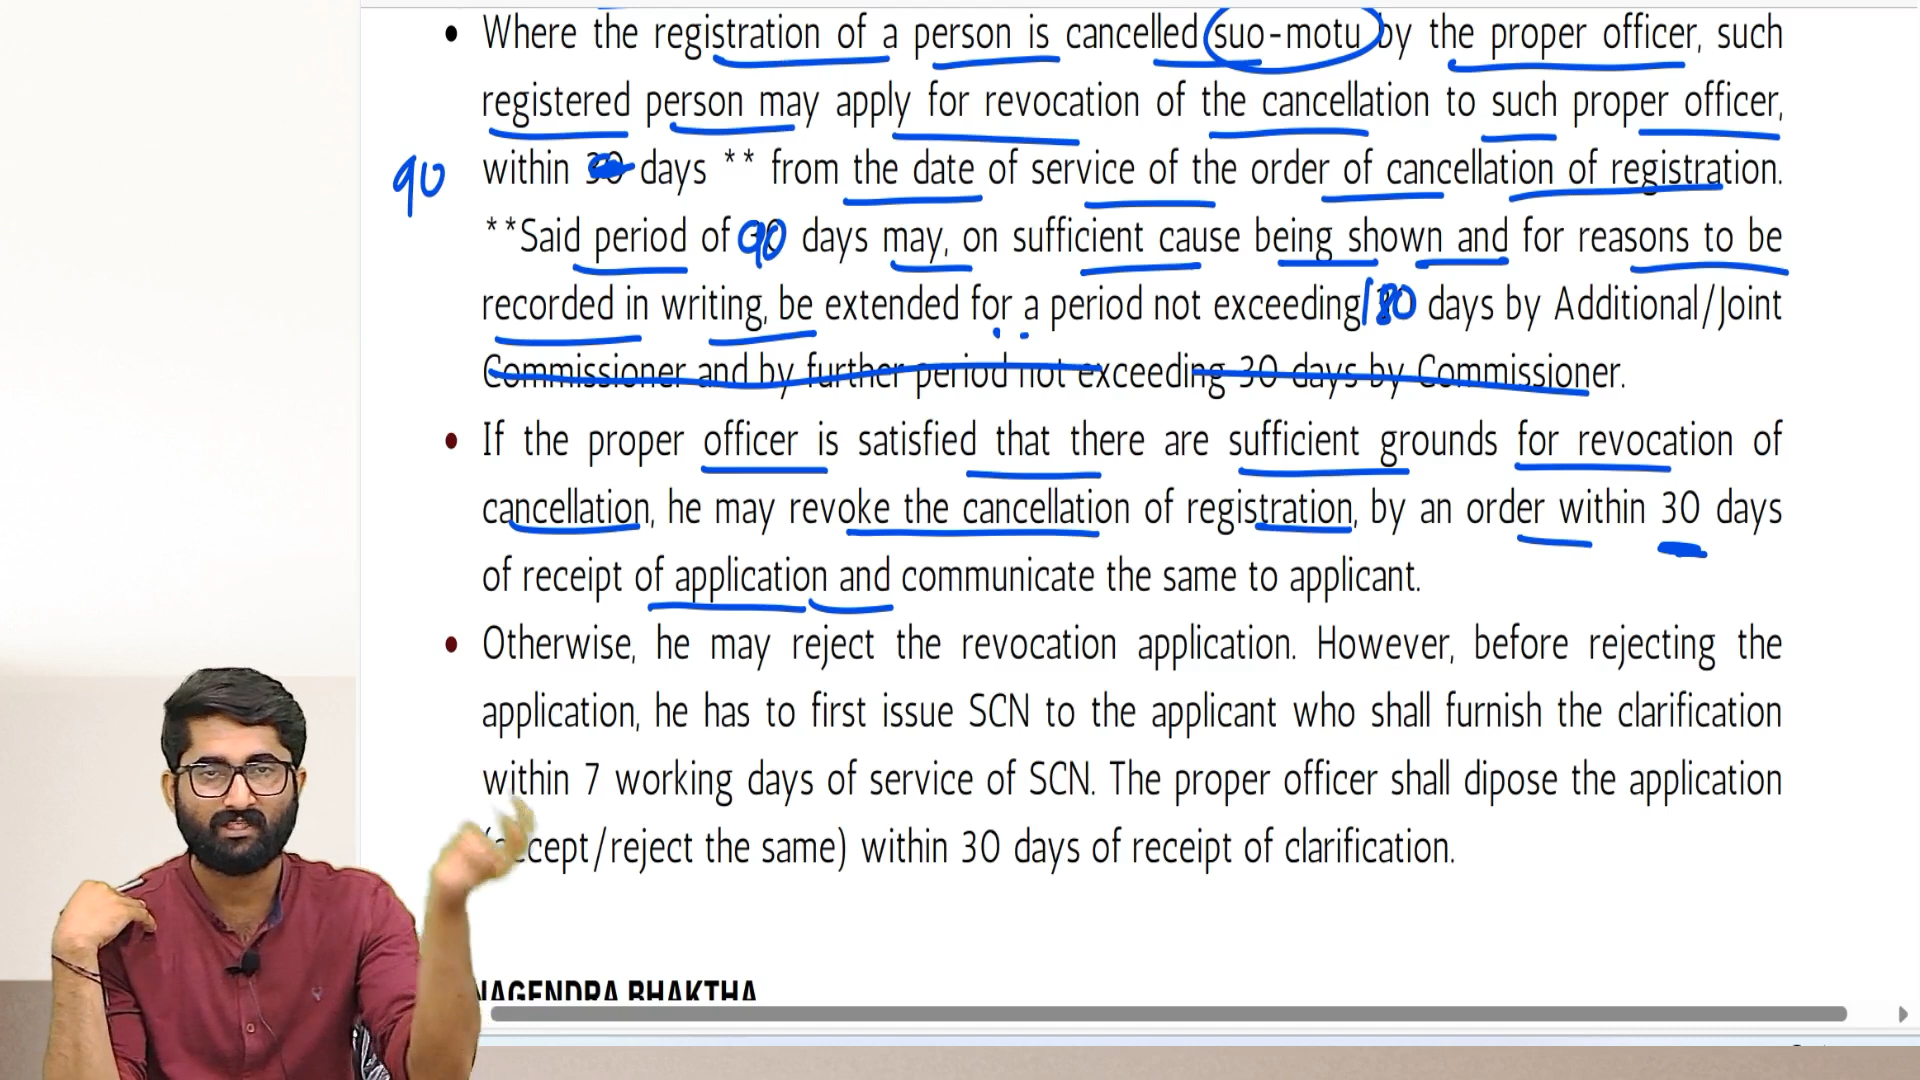 • Where the registration of a person is cancelled suo-motu by the proper officer, such
registered person may apply for revocation of the cancellation to such proper officer,
90 within 30 days ** from the date of service of the order of cancellation of registration.
**Said period of 90 days may, on sufficient cause being shown and for reasons to be
recorded in writing, be extended for a period not exceeding 180 days by Additional/Joint
Commissioner and by further period not exceeding 30 days by Commissioner.
• If the proper officer is satisfied that there are sufficient grounds for revocation of
cancellation, he may revoke the cancellation of registration, by an order within 30 days
of receipt of application and communicate the same to applicant.
• Otherwise, he may reject the revocation application. However, before rejecting the
application, he has to first issue SCN to the applicant who shall furnish the clarification
within 7 working days of service of SCN. The proper officer shall dipose the application
(accept/reject the same) within 30 days of receipt of clarification.
NAGENDRA BHAKTHA